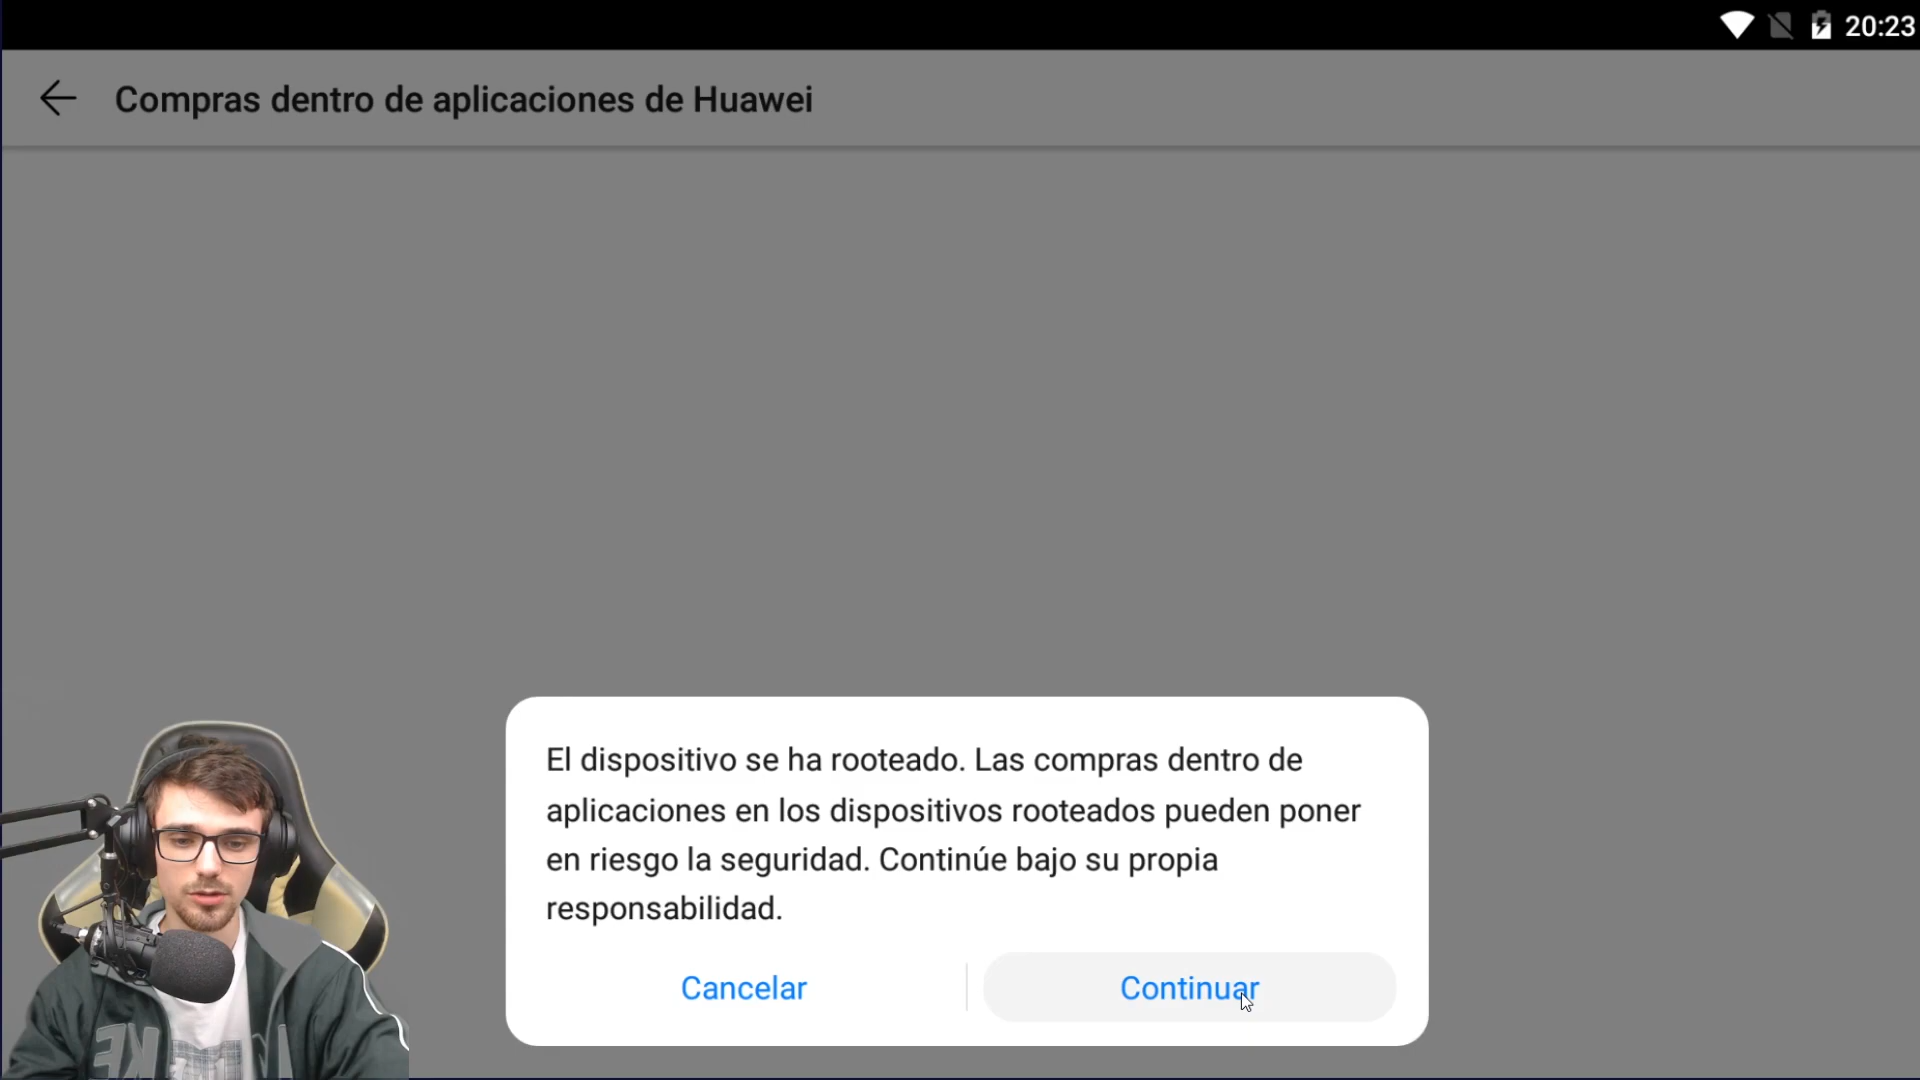 20:23
Compras dentro de aplicaciones de Huawei
El dispositivo se ha rooteado. Las compras dentro de
aplicaciones en los dispositivos rooteados pueden poner
en riesgo la seguridad. Continúe bajo su propia
responsabilidad.
Cancelar
Continuar